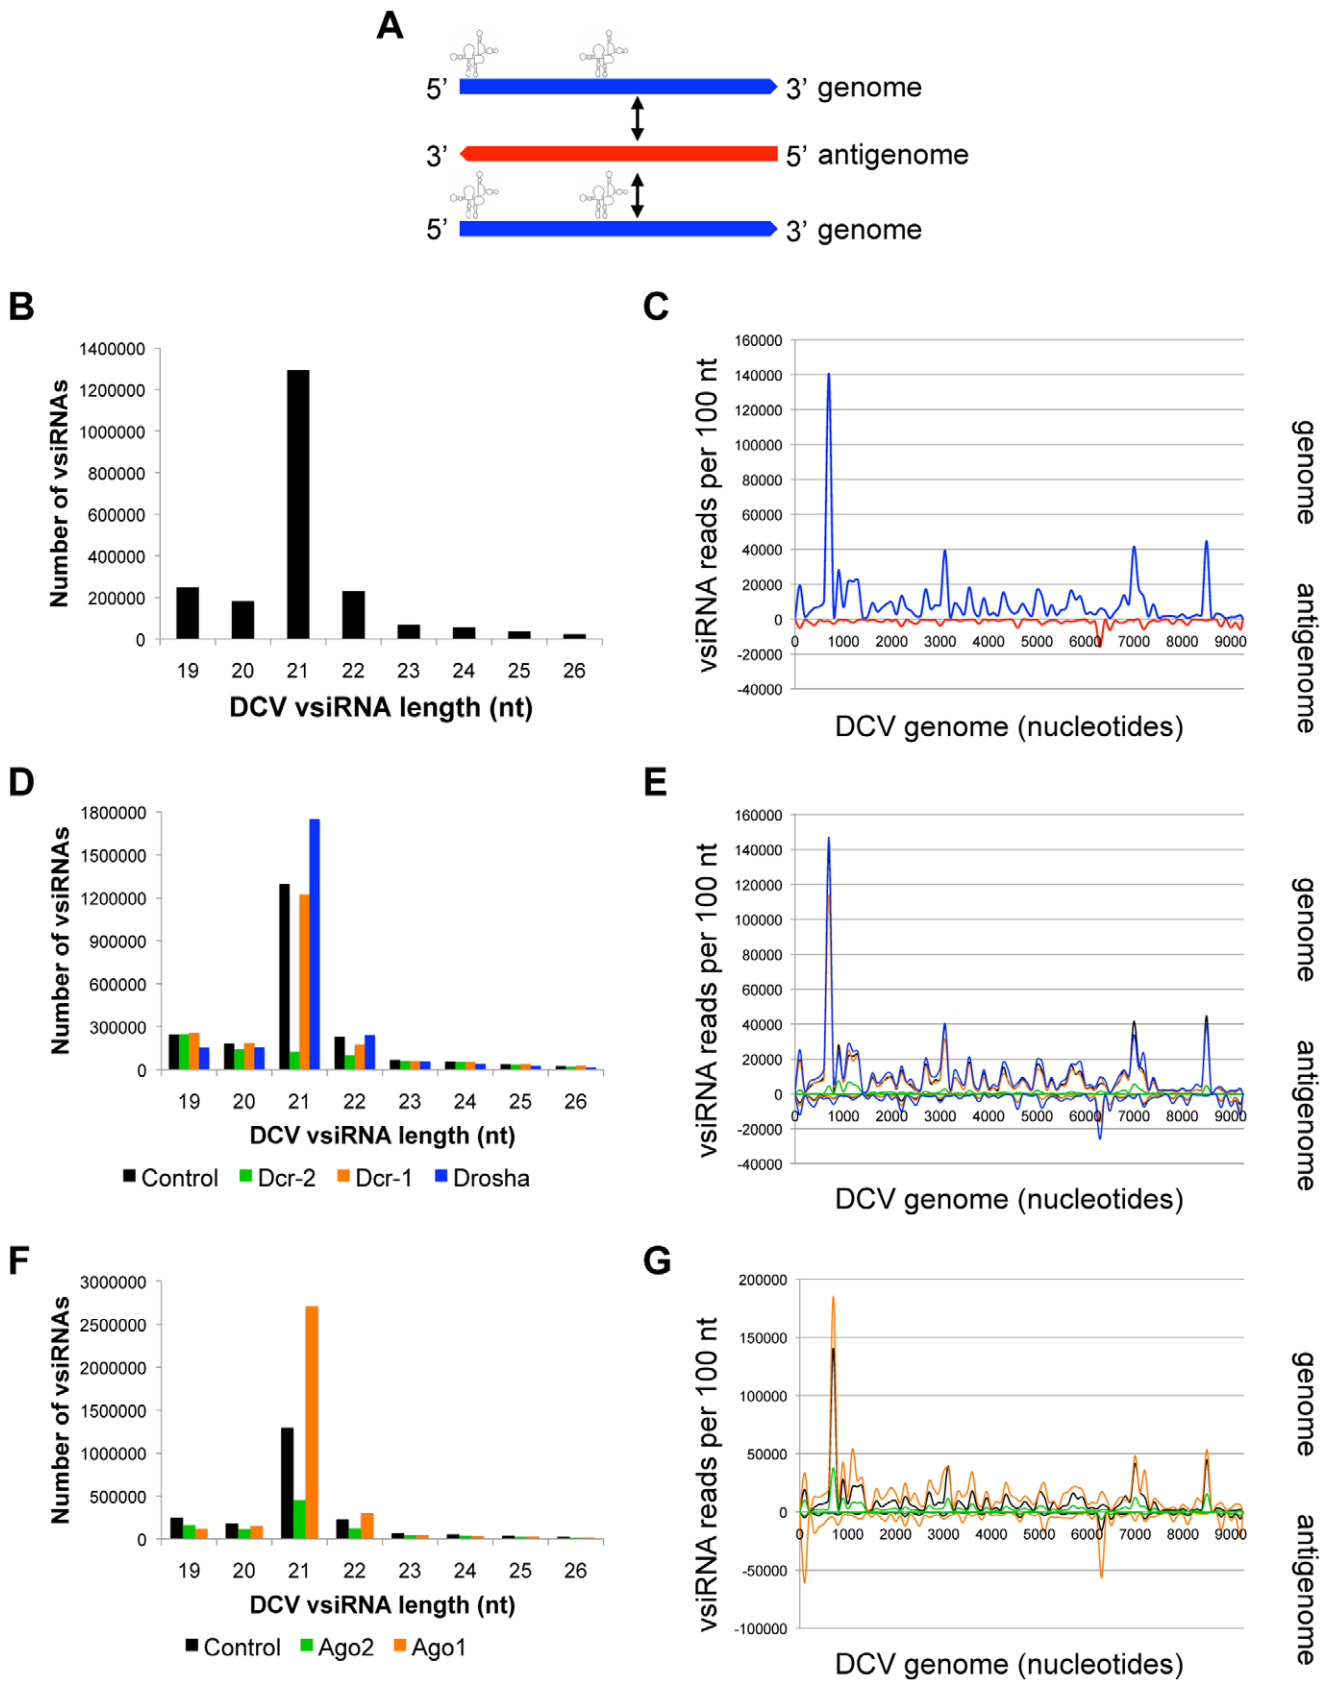 A
5’ 3’ genome
3’ 5’ antigenome
5’ 3’ genome
B
1400000
1200000
1000000
800000
600000
400000
200000
0
Number of vsiRNAs
19 20 21 22 23 24 25 26
DCV vsiRNA length (nt)
C
160000
140000
120000
100000
80000
60000
40000
20000
0
-20000
-40000
vsiRNA reads per 100 nt
0 1000 2000 3000 4000 5000 6000 7000 8000 9000
DCV genome (nucleotides)
genome
antigenome
D
1800000
1500000
1200000
900000
600000
300000
0
Number of vsiRNAs
19 20 21 22 23 24 25 26
DCV vsiRNA length (nt)
Control Dcr-2 Dcr-1 Drosha
E
160000
140000
120000
100000
80000
60000
40000
20000
0
-20000
-40000
vsiRNA reads per 100 nt
0 1000 2000 3000 4000 5000 6000 7000 8000 9000
DCV genome (nucleotides)
genome
antigenome
F
3000000
2500000
2000000
1500000
1000000
500000
0
Number of vsiRNAs
19 20 21 22 23 24 25 26
DCV vsiRNA length (nt)
Control Ago2 Ago1
G
200000
150000
100000
50000
0
-50000
-100000
vsiRNA reads per 100 nt
0 1000 2000 3000 4000 5000 6000 7000 8000 9000
DCV genome (nucleotides)
genome
antigenome